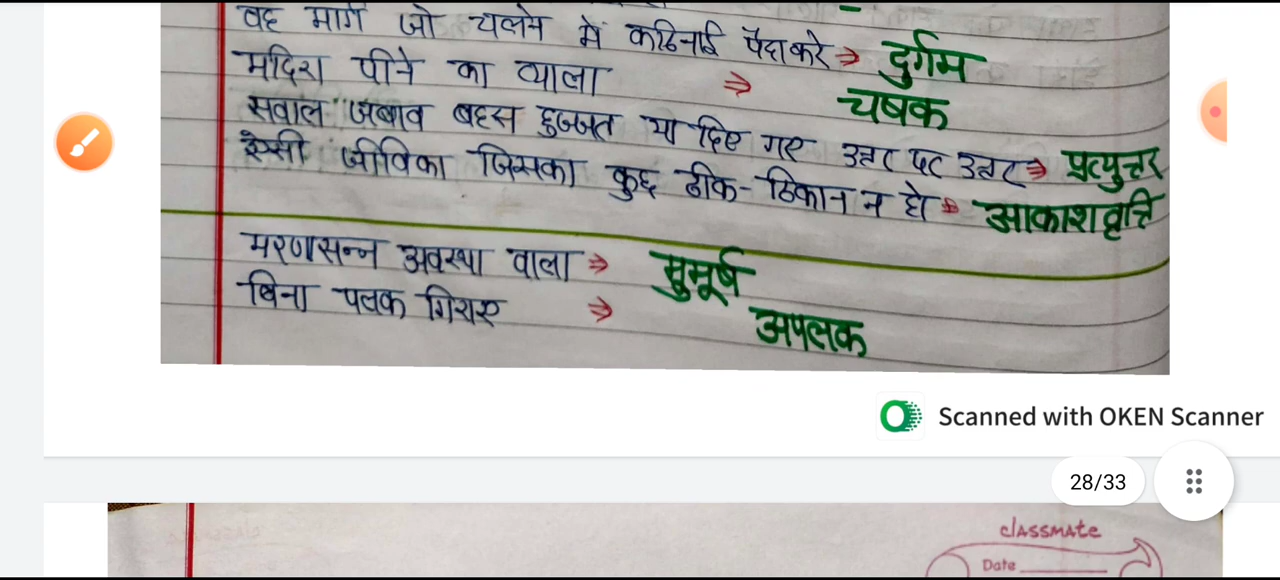 वह मार्ग जो चलने में कठिनाई पैदा करे ⇒ दुर्गम
मदिरा पीने का प्याला ⇒ चषक
सवाल जबाव बहस हुज्जत या दिए गए उत्तर पर उत्तर ⇒ प्रत्युत्तर
ऐसी जीविका जिसका कुछ ठीक-ठिकान न हो ⇒ आकाशवृत्ति
मरणासन्न अवस्था वाला ⇒ मुमूर्ष
बिना पलक गिराए ⇒ अपलक
Scanned with OKEN Scanner
28/33
classmate
Date